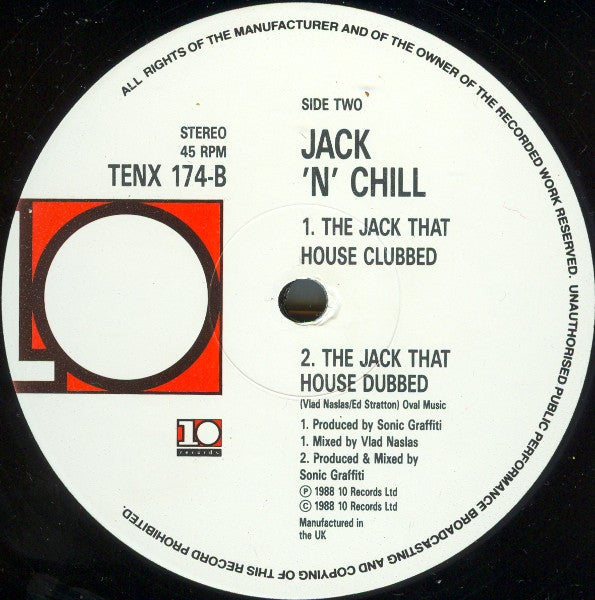 ALL RIGHTS OF THE MANUFACTURER AND OF THE OWNER OF THE RECORDED WORK RESERVED. UNAUTHORISED PUBLIC PERFORMANCE BROADCASTING AND COPYING OF THIS RECORD PROHIBITED.
SIDE TWO
STEREO
45 RPM
TENX 174-B
JACK
'N' CHILL
1. THE JACK THAT
HOUSE CLUBBED
10
2. THE JACK THAT
HOUSE DUBBED
(Vlad Naslas/Ed Stratton) Oval Music
1. Produced by Sonic Graffiti
1. Mixed by Vlad Naslas
2. Produced & Mixed by
Sonic Graffiti
℗ 1988 10 Records Ltd
© 1988 10 Records Ltd
Manufactured in
the UK
10
records